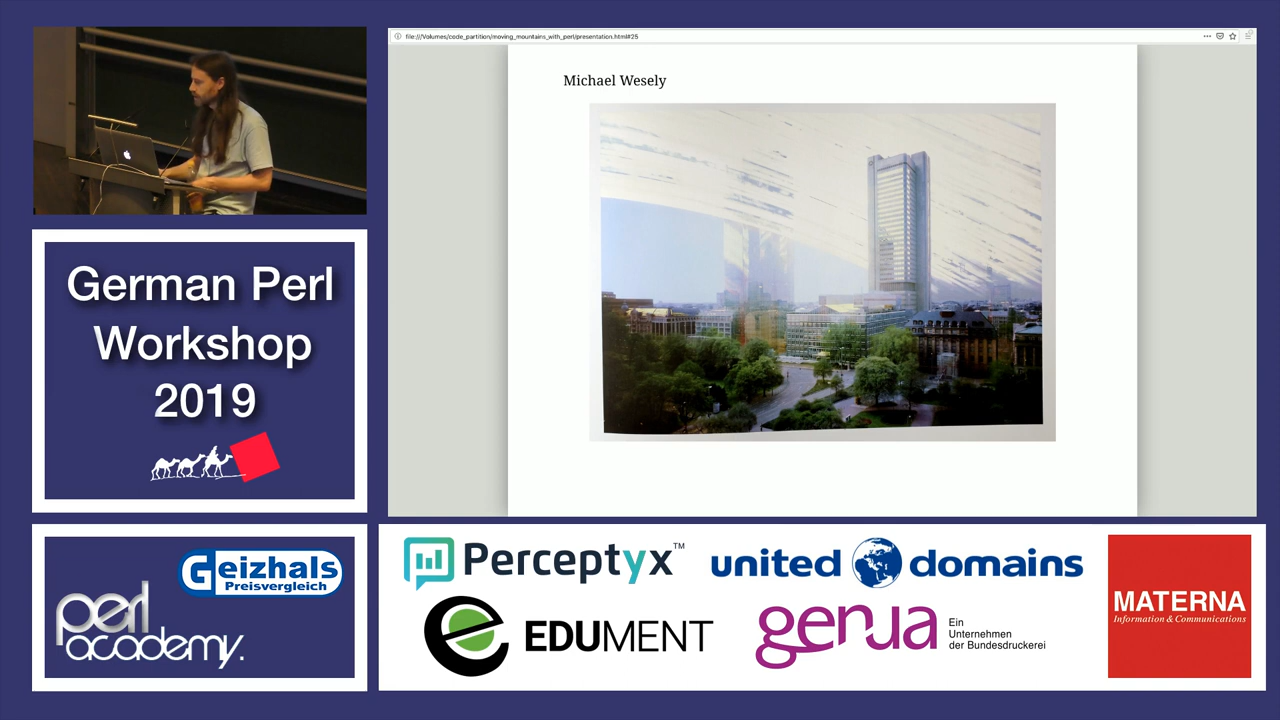 file:///Volumes/code_partition/moving_mountains_with_perl/presentation.html#25
Michael Wesely
German Perl
Workshop
2019
Geizhals
Preisvergleich
perl
academy.
Perceptyx™
united domains
EDUMENT
genua
Ein
Unternehmen
der Bundesdruckerei
MATERNA
Information & Communications